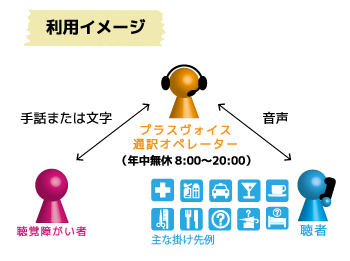 利用イメージ
手話または文字
音声
プラスヴォイス
通訳オペレーター
（年中無休 8:00〜20:00）
聴覚障がい者
主な掛け先例
聴者